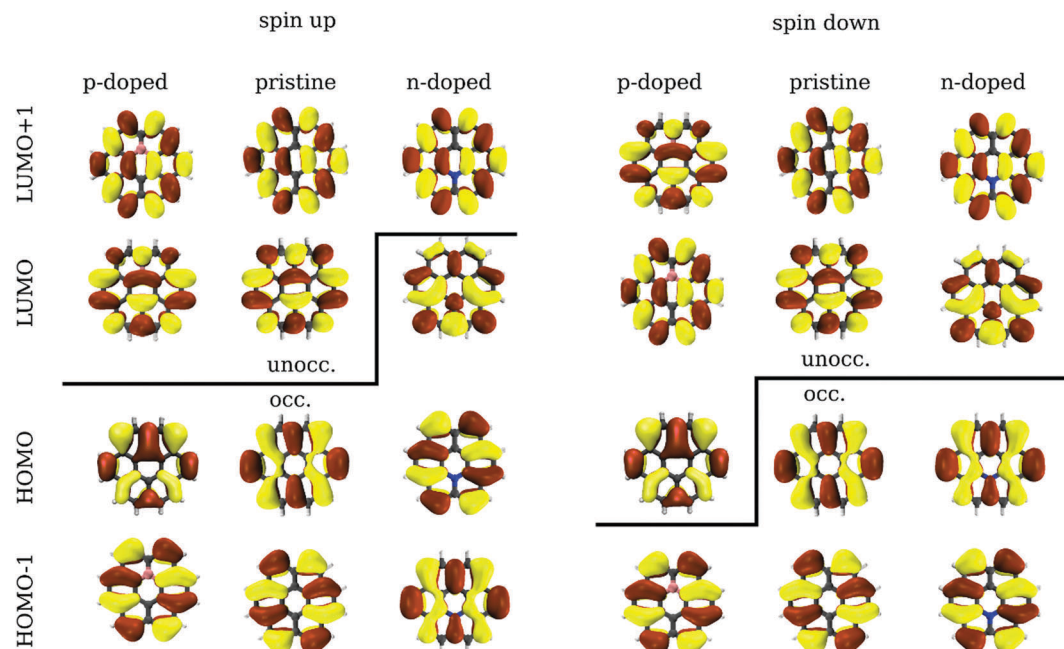 spin up
spin down
p-doped
pristine
n-doped
p-doped
pristine
n-doped
LUMO+1
LUMO
unocc.
occ.
unocc.
occ.
HOMO
HOMO-1